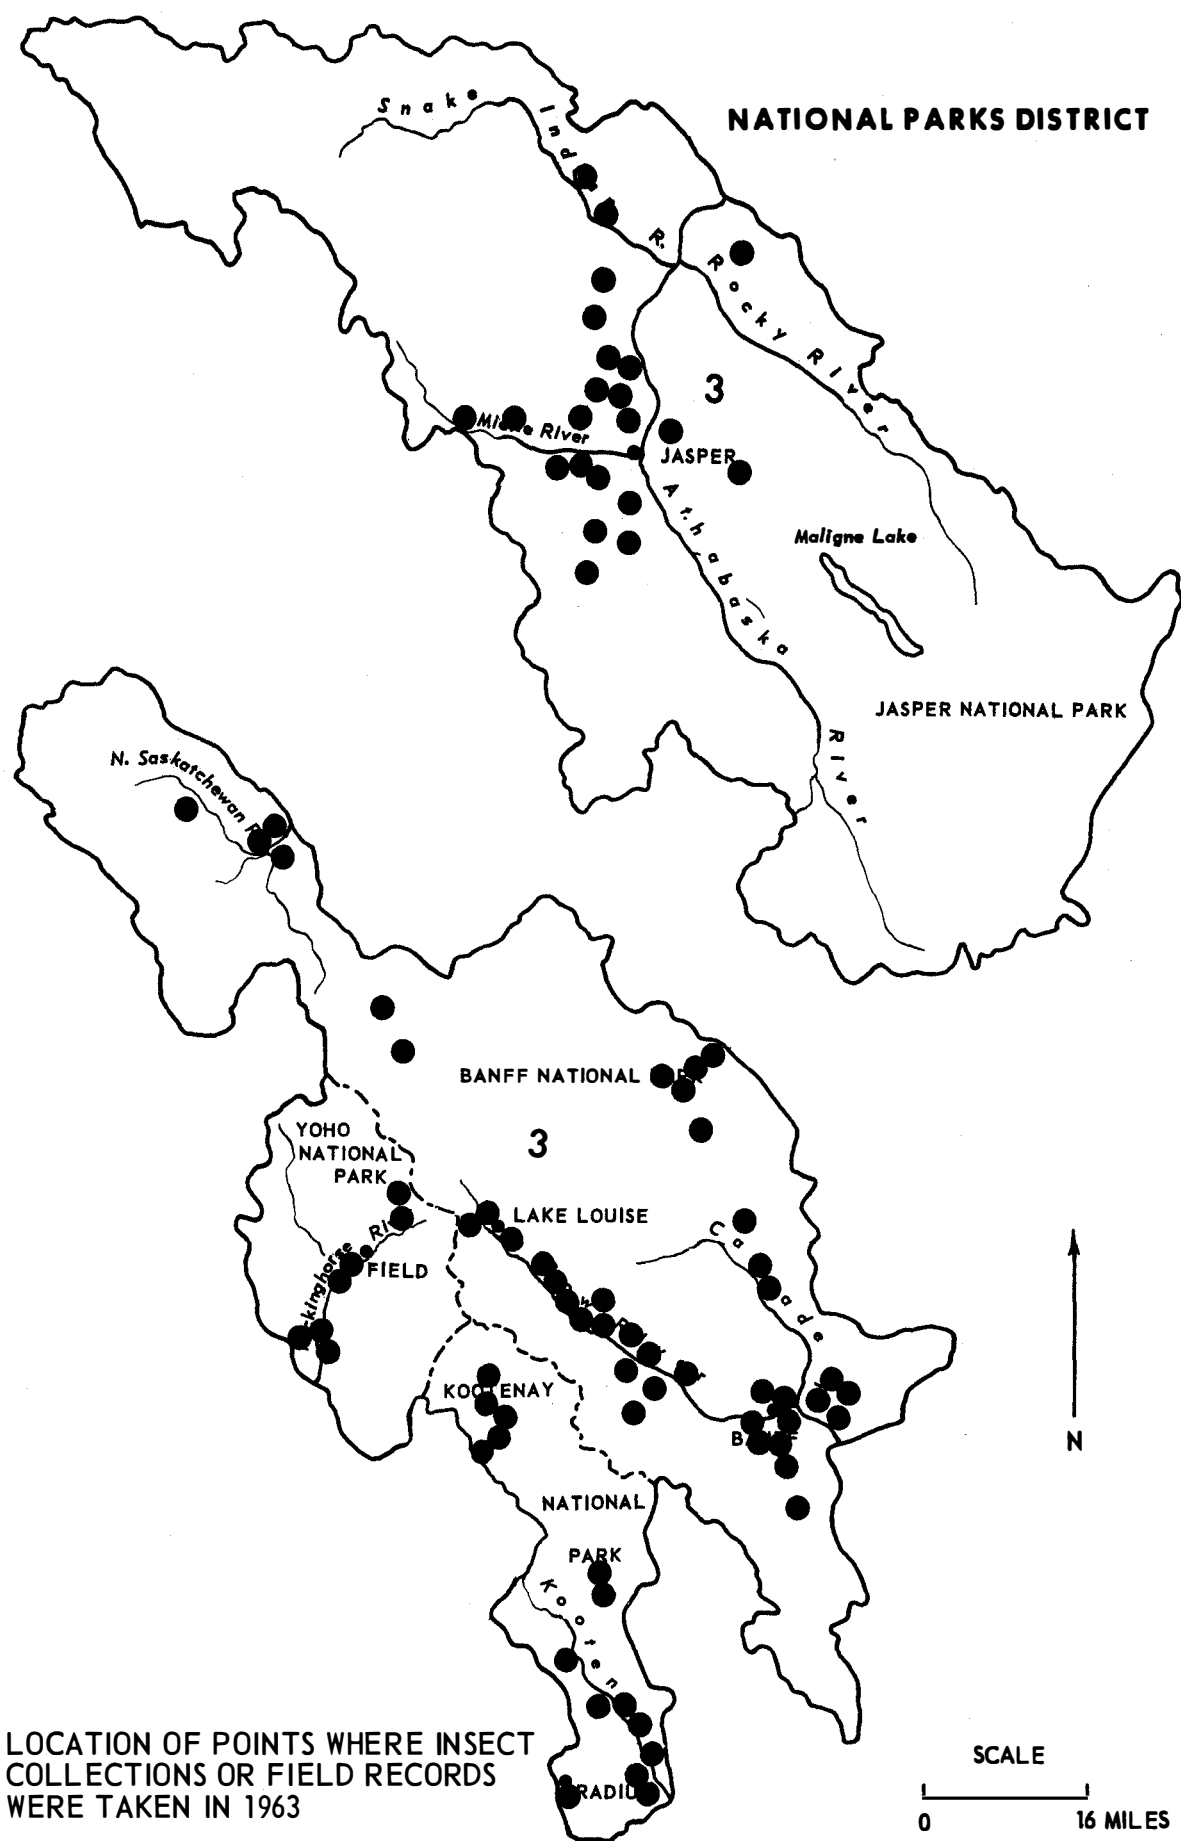 NATIONAL PARKS DISTRICT
Snake
R.
Rocky River
3
River
JASPER
Athabaska
River
Maligne Lake
JASPER NATIONAL PARK
N. Saskatchewan
BANFF NATIONAL
3
YOHO
NATIONAL
PARK
LAKE LOUISE
FIELD
NATIONAL
PARK
N
LOCATION OF POINTS WHERE INSECT
COLLECTIONS OR FIELD RECORDS
WERE TAKEN IN 1963
SCALE
0 16 MILES